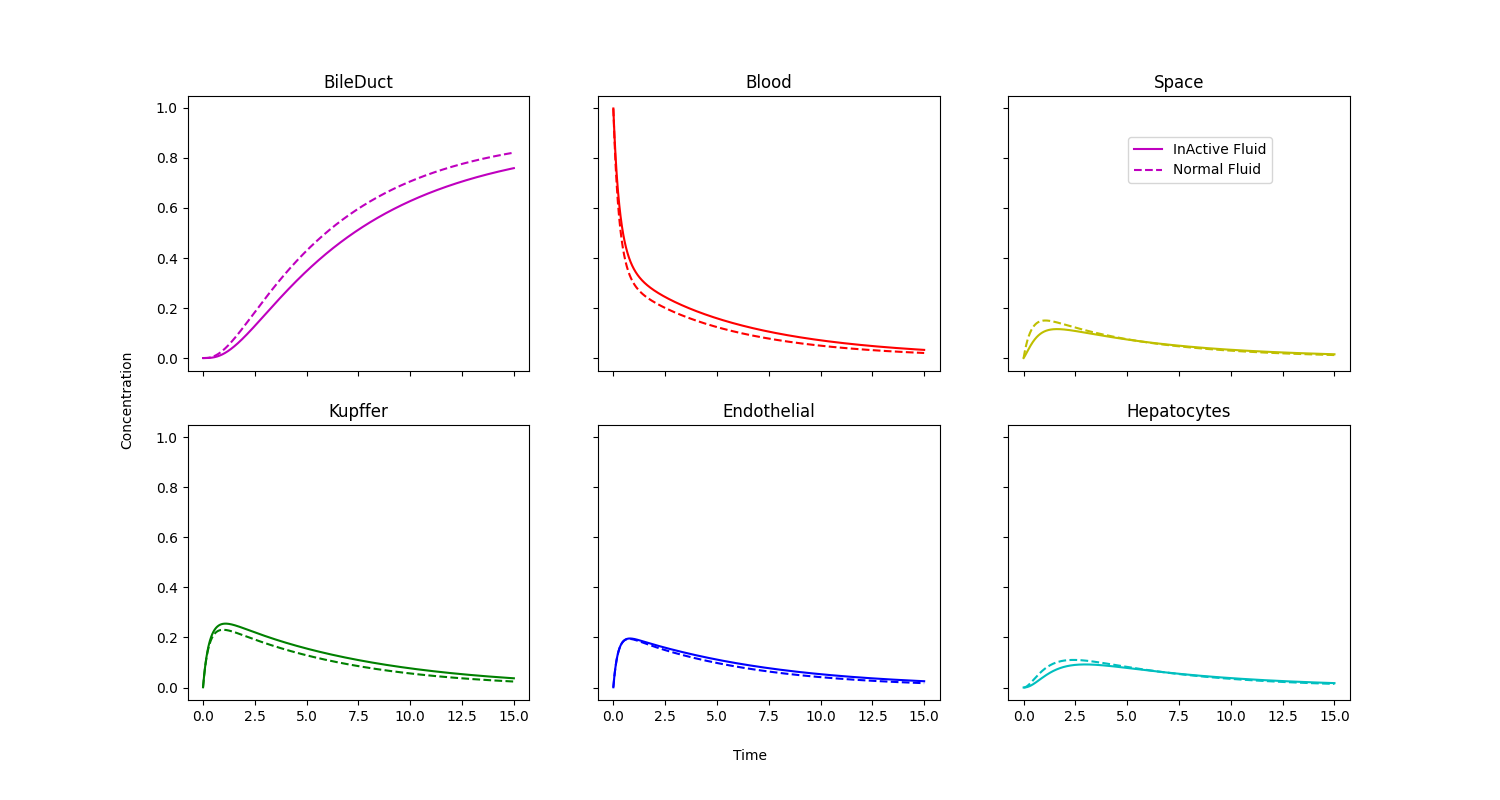 BileDuct
Blood
Space
1.0
0.8
0.6
0.4
0.2
0.0
InActive Fluid
Normal Fluid
Concentration
Kupffer
Endothelial
Hepatocytes
1.0
0.8
0.6
0.4
0.2
0.0
0.0 2.5 5.0 7.5 10.0 12.5 15.0
0.0 2.5 5.0 7.5 10.0 12.5 15.0
0.0 2.5 5.0 7.5 10.0 12.5 15.0
Time